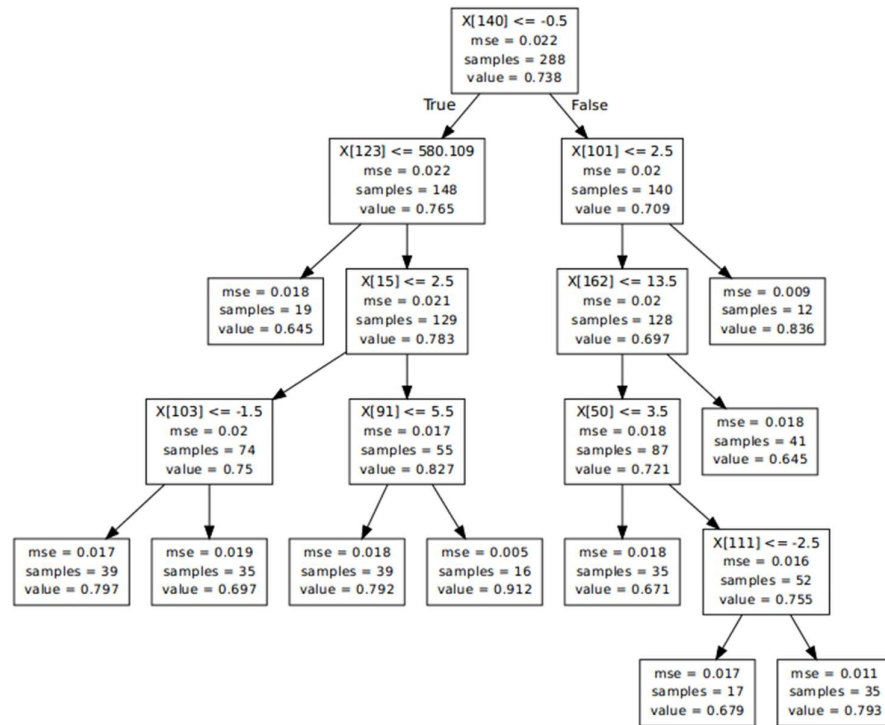 X[140] <= -0.5
mse = 0.022
samples = 288
value = 0.738
True
False
X[123] <= 580.109
mse = 0.022
samples = 148
value = 0.765
X[101] <= 2.5
mse = 0.02
samples = 140
value = 0.709
mse = 0.018
samples = 19
value = 0.645
X[15] <= 2.5
mse = 0.021
samples = 129
value = 0.783
X[162] <= 13.5
mse = 0.02
samples = 128
value = 0.697
mse = 0.009
samples = 12
value = 0.836
X[103] <= -1.5
mse = 0.02
samples = 74
value = 0.75
X[91] <= 5.5
mse = 0.017
samples = 55
value = 0.827
X[50] <= 3.5
mse = 0.018
samples = 87
value = 0.721
mse = 0.018
samples = 41
value = 0.645
mse = 0.017
samples = 39
value = 0.797
mse = 0.019
samples = 35
value = 0.697
mse = 0.018
samples = 39
value = 0.792
mse = 0.005
samples = 16
value = 0.912
mse = 0.018
samples = 35
value = 0.671
X[111] <= -2.5
mse = 0.016
samples = 52
value = 0.755
mse = 0.017
samples = 17
value = 0.679
mse = 0.011
samples = 35
value = 0.793